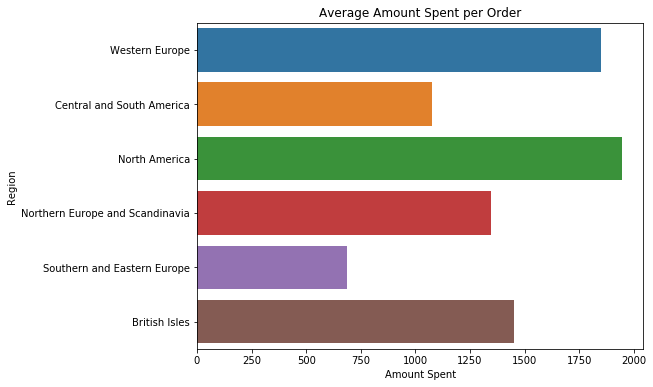 Average Amount Spent per Order
Region
Western Europe
Central and South America
North America
Northern Europe and Scandinavia
Southern and Eastern Europe
British Isles
0 250 500 750 1000 1250 1500 1750 2000
Amount Spent